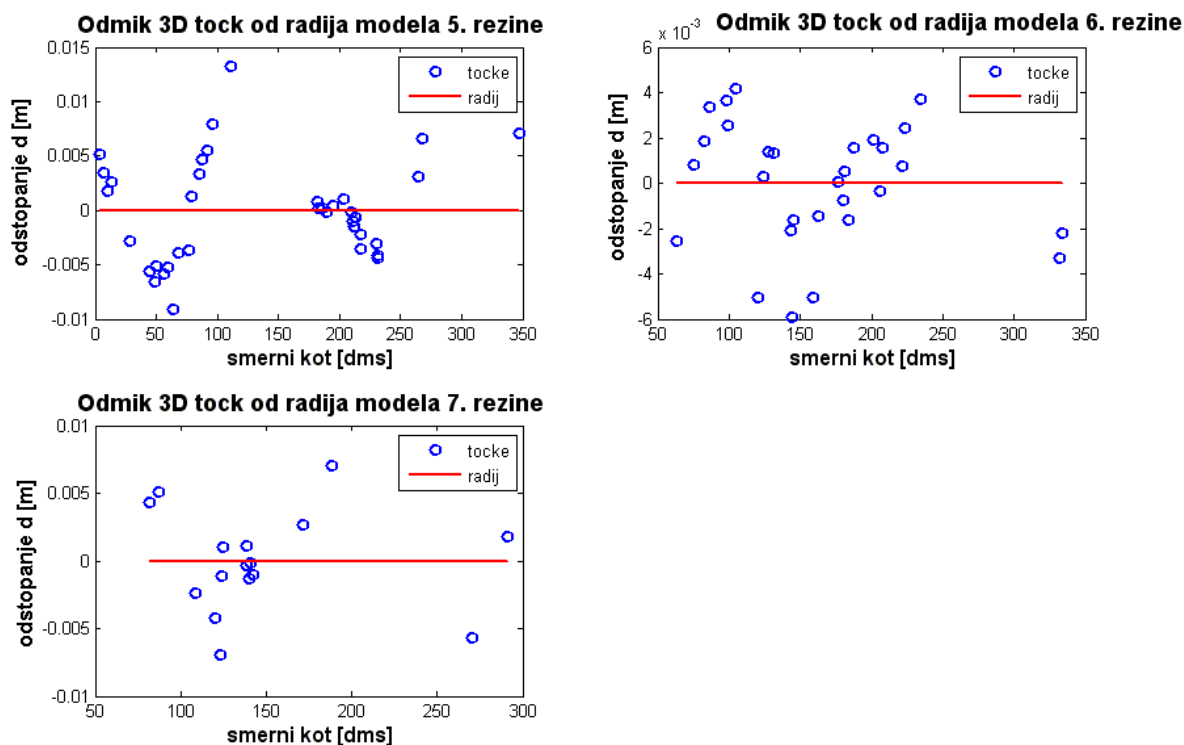 Odmik 3D tock od radija modela 5. rezine
0.015
0.01
0.005
0
-0.005
-0.01
odstopanje d [m]
0 50 100 150 200 250 300 350
smerni kot [dms]
tocke
radij
Odmik 3D tock od radija modela 6. rezine
x 10⁻³
6
4
2
0
-2
-4
-6
odstopanje d [m]
50 100 150 200 250 300 350
smerni kot [dms]
tocke
radij
Odmik 3D tock od radija modela 7. rezine
0.01
0.005
0
-0.005
-0.01
odstopanje d [m]
50 100 150 200 250 300
smerni kot [dms]
tocke
radij